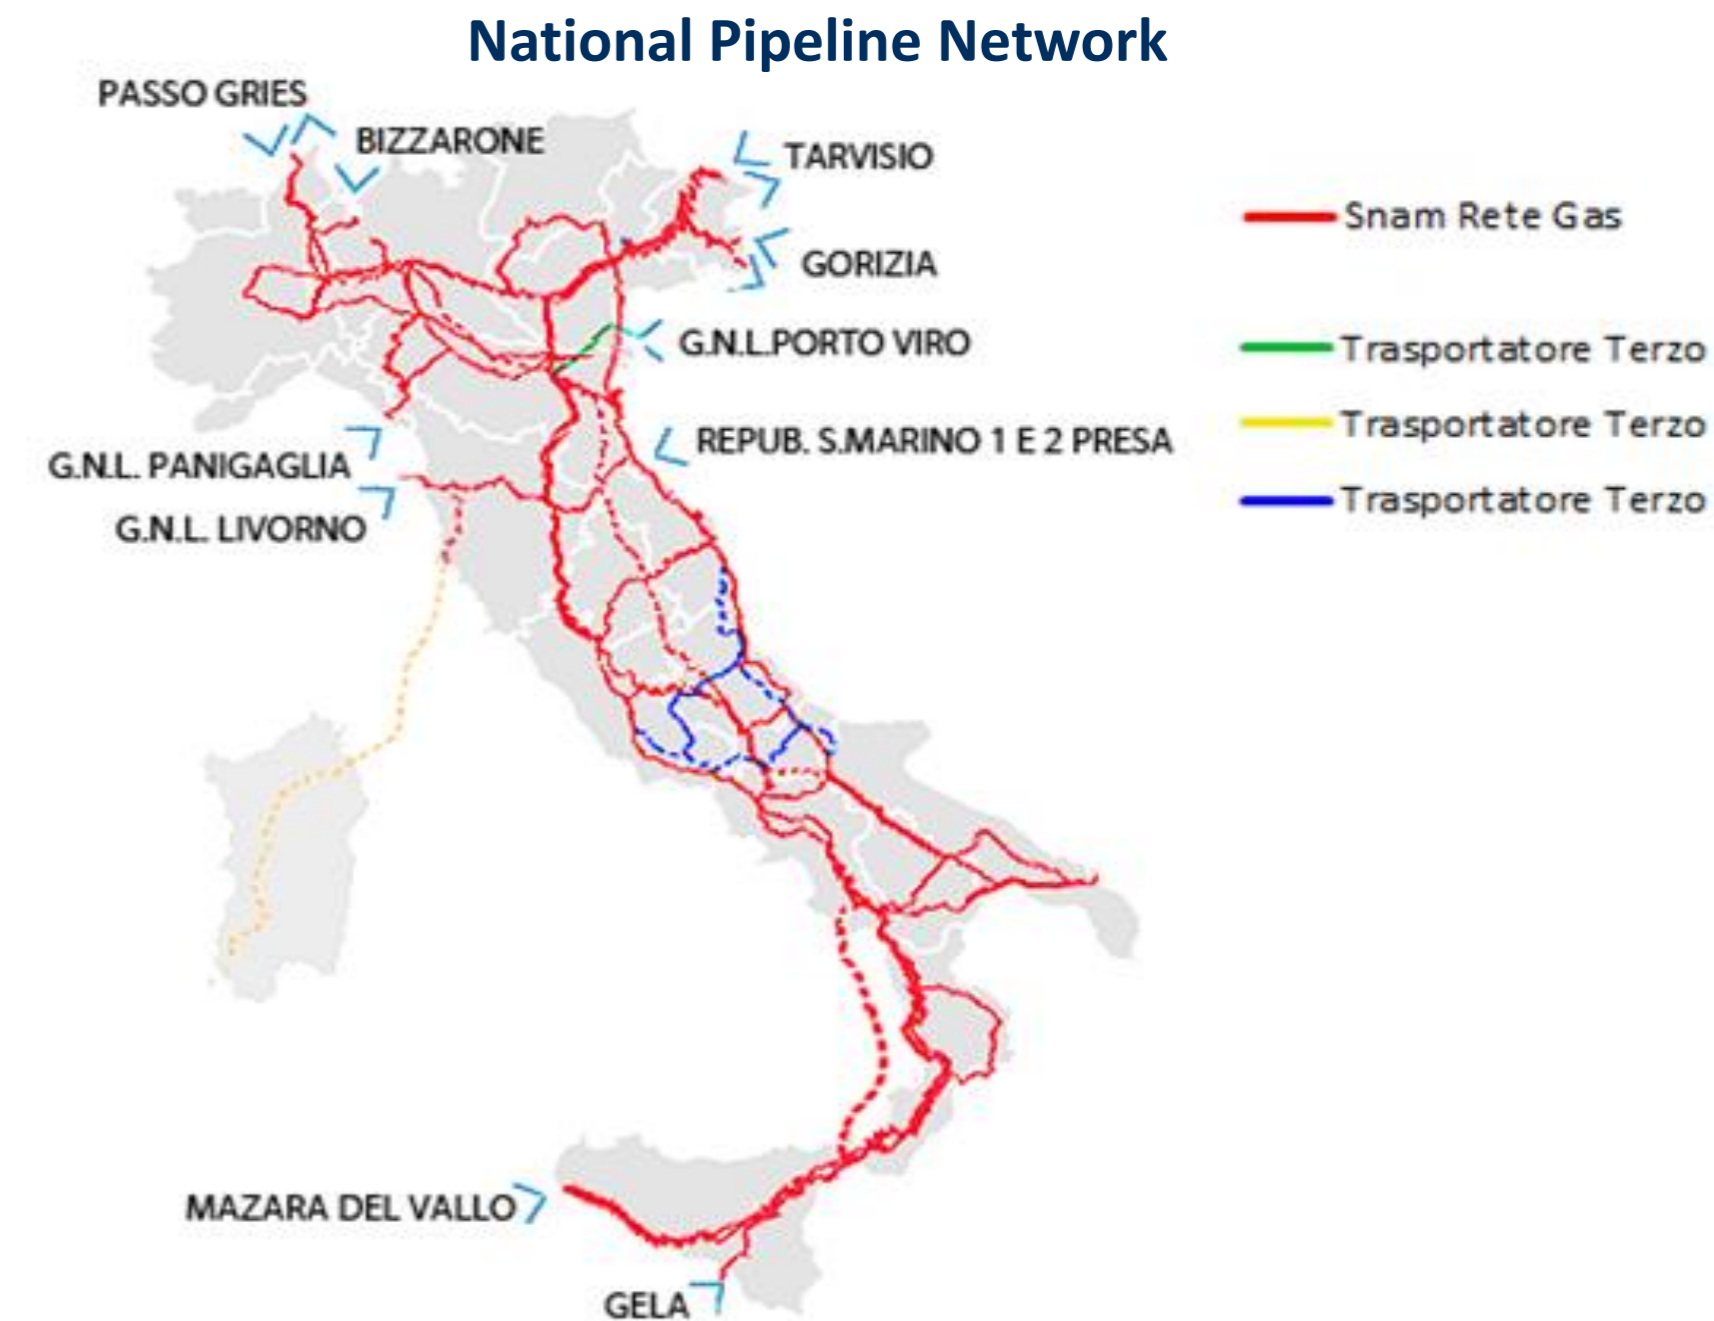 National Pipeline Network
PASSO GRIES
BIZZARONE
TARVISIO
GORIZIA
G.N.L.PORTO VIRO
REPUB. S.MARINO 1 E 2 PRESA
G.N.L. PANIGAGLIA
G.N.L. LIVORNO
MAZARA DEL VALLO
GELA
Snam Rete Gas
Trasportatore Terzo
Trasportatore Terzo
Trasportatore Terzo